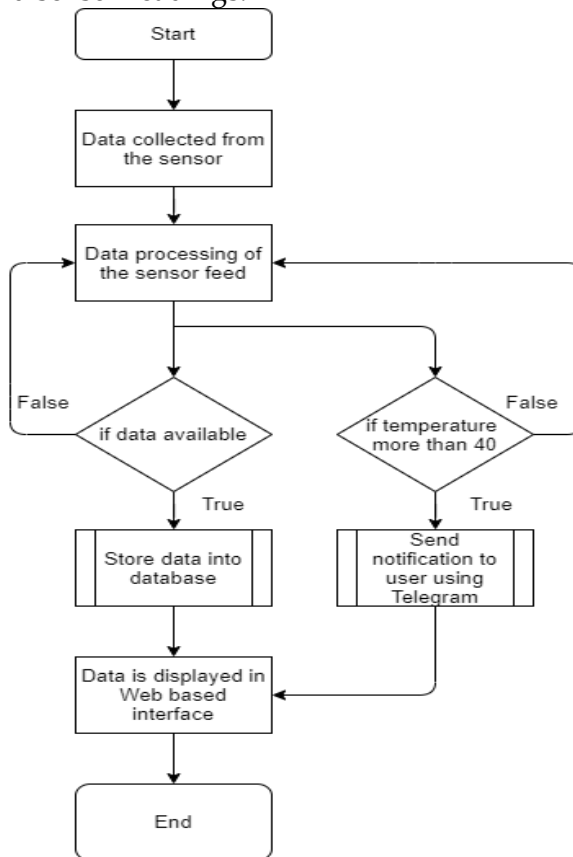 Start
Data collected from
the sensor
Data processing of
the sensor feed
False
if data available
if temperature
more than 40
False
True
True
Store data into
database
Send
notification to
user using
Telegram
Data is displayed in
Web based
interface
End